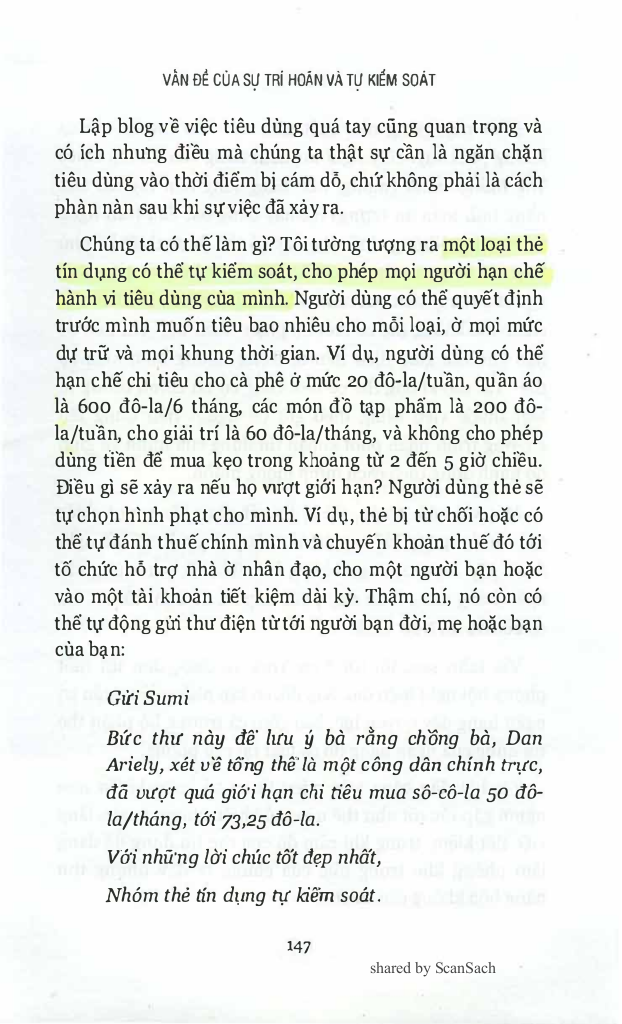 VẤN ĐỀ CỦA SỰ TRÌ HOÃN VÀ TỰ KIỂM SOÁT
Lập blog về việc tiêu dùng quá tay cũng quan trọng và
có ích nhưng điều mà chúng ta thật sự cần là ngăn chặn
tiêu dùng vào thời điểm bị cám dỗ, chứ không phải là cách
phàn nàn sau khi sự việc đã xảy ra.
Chúng ta có thể làm gì? Tôi tường tượng ra một loại thẻ
tín dụng có thể tự kiểm soát, cho phép mọi người hạn chế
hành vi tiêu dùng của mình. Người dùng có thể quyết định
trước mình muốn tiêu bao nhiêu cho mỗi loại, ở mọi mức
dự trữ và mọi khung thời gian. Ví dụ, người dùng có thể
hạn chế chi tiêu cho cà phê ở mức 20 đô-la/tuần, quần áo
là 600 đô-la/6 tháng, các món đồ tạp phẩm là 200 đô-
la/tuần, cho giải trí là 60 đô-la/tháng, và không cho phép
dùng tiền để mua kẹo trong khoảng từ 2 đến 5 giờ chiều.
Điều gì sẽ xảy ra nếu họ vượt giới hạn? Người dùng thẻ sẽ
tự chọn hình phạt cho mình. Ví dụ, thẻ bị từ chối hoặc có
thể tự đánh thuế chính mình và chuyển khoản thuế đó tới
tổ chức hỗ trợ nhà ở nhân đạo, cho một người bạn hoặc
vào một tài khoản tiết kiệm dài kỳ. Thậm chí, nó còn có
thể tự động gửi thư điện tử tới người bạn đời, mẹ hoặc bạn
của bạn:
Gửi Sumi
Bức thư này để lưu ý bà rằng chồng bà, Dan
Ariely, xét về tổng thể là một công dân chính trực,
đã vượt quá giới hạn chi tiêu mua sô-cô-la 50 đô-
la/tháng, tới 73,25 đô-la.
Với những lời chúc tốt đẹp nhất,
Nhóm thẻ tín dụng tự kiểm soát.
147
shared by ScanSach